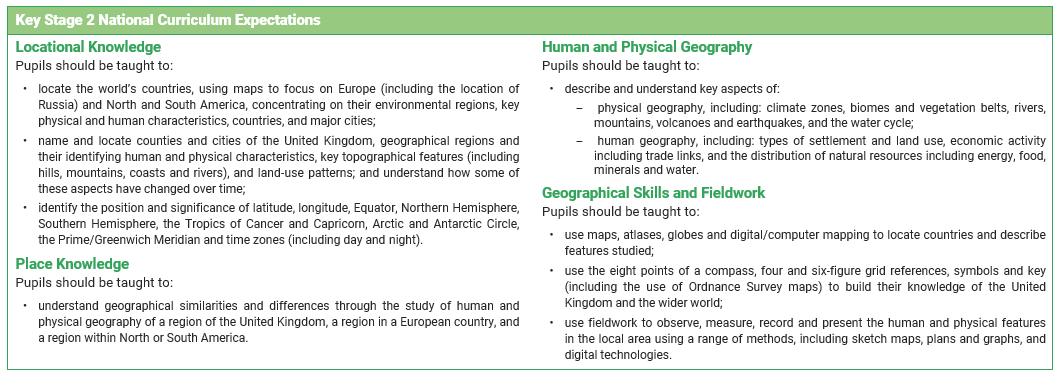 Key Stage 2 National Curriculum Expectations
Locational Knowledge
Pupils should be taught to:
• locate the world's countries, using maps to focus on Europe (including the location of
Russia) and North and South America, concentrating on their environmental regions, key
physical and human characteristics, countries, and major cities;
• name and locate counties and cities of the United Kingdom, geographical regions and
their identifying human and physical characteristics, key topographical features (including
hills, mountains, coasts and rivers), and land-use patterns; and understand how some of
these aspects have changed over time;
• identify the position and significance of latitude, longitude, Equator, Northern Hemisphere,
Southern Hemisphere, the Tropics of Cancer and Capricorn, Arctic and Antarctic Circle,
the Prime/Greenwich Meridian and time zones (including day and night).
Place Knowledge
Pupils should be taught to:
• understand geographical similarities and differences through the study of human and
physical geography of a region of the United Kingdom, a region in a European country, and
a region within North or South America.
Human and Physical Geography
Pupils should be taught to:
• describe and understand key aspects of:
– physical geography, including: climate zones, biomes and vegetation belts, rivers,
mountains, volcanoes and earthquakes, and the water cycle;
– human geography, including: types of settlement and land use, economic activity
including trade links, and the distribution of natural resources including energy, food,
minerals and water.
Geographical Skills and Fieldwork
Pupils should be taught to:
• use maps, atlases, globes and digital/computer mapping to locate countries and describe
features studied;
• use the eight points of a compass, four and six-figure grid references, symbols and key
(including the use of Ordnance Survey maps) to build their knowledge of the United
Kingdom and the wider world;
• use fieldwork to observe, measure, record and present the human and physical features
in the local area using a range of methods, including sketch maps, plans and graphs, and
digital technologies.